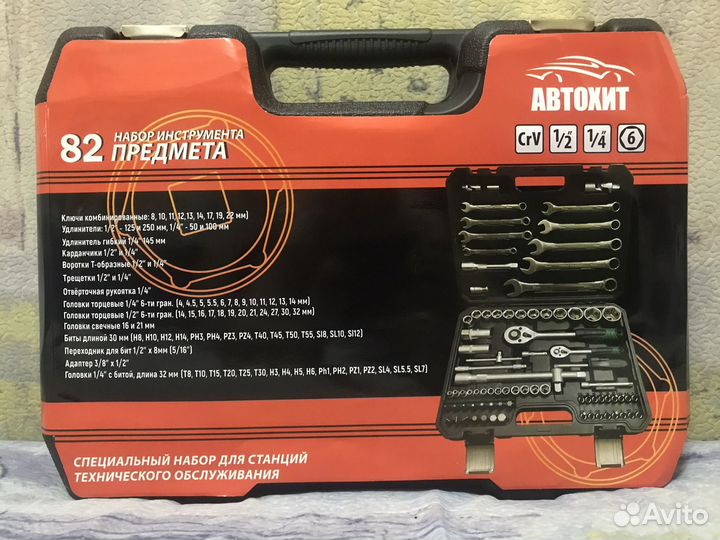 АВТОХИТ
CrV 1/2" 1/4" 6
82 НАБОР ИНСТРУМЕНТА
ПРЕДМЕТА
Ключи комбинированные: 8, 10, 11, 12, 13, 14, 17, 19, 22 мм)
Удлинители: 1/2" - 125 и 250 мм, 1/4" - 50 и 100 мм
Удлинитель гибкий 1/4" 145 мм
Карданчики 1/2" и 1/4"
Воротки Т-образные 1/2" и 1/4"
Трещетки 1/2" и 1/4"
Отвёрточная рукоятка 1/4"
Головки торцевые 1/4" 6-ти гран. (4, 4.5, 5, 5.5, 6, 7, 8, 9, 10, 11, 12, 13, 14 мм)
Головки торцевые 1/2" 6-ти гран. (14, 15, 16, 17, 18, 19, 20, 21, 24, 27, 30, 32 мм)
Головки свечные 16 и 21 мм
Биты длиной 30 мм (H8, H10, H12, H14, PH3, PH4, PZ3, PZ4, T40, T45, T50, T55, Sl8, SL10, Sl12)
Переходник для бит 1/2" x 8мм (5/16")
Адаптер 3/8" x 1/2"
Головки 1/4" с битой, длина 32 мм (T8, T10, T15, T20, T25, T30, H3, H4, H5, H6, Ph1, PH2, PZ1, PZ2, SL4, SL5.5, SL7)
СПЕЦИАЛЬНЫЙ НАБОР ДЛЯ СТАНЦИЙ
ТЕХНИЧЕСКОГО ОБСЛУЖИВАНИЯ
Avito